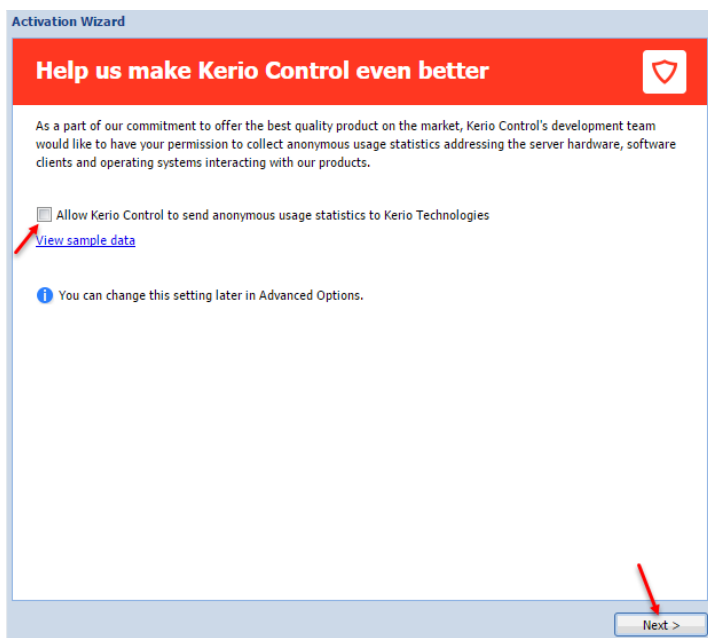 Activation Wizard
Help us make Kerio Control even better
As a part of our commitment to offer the best quality product on the market, Kerio Control's development team
would like to have your permission to collect anonymous usage statistics addressing the server hardware, software
clients and operating systems interacting with our products.
Allow Kerio Control to send anonymous usage statistics to Kerio Technologies
View sample data
You can change this setting later in Advanced Options.
Next >